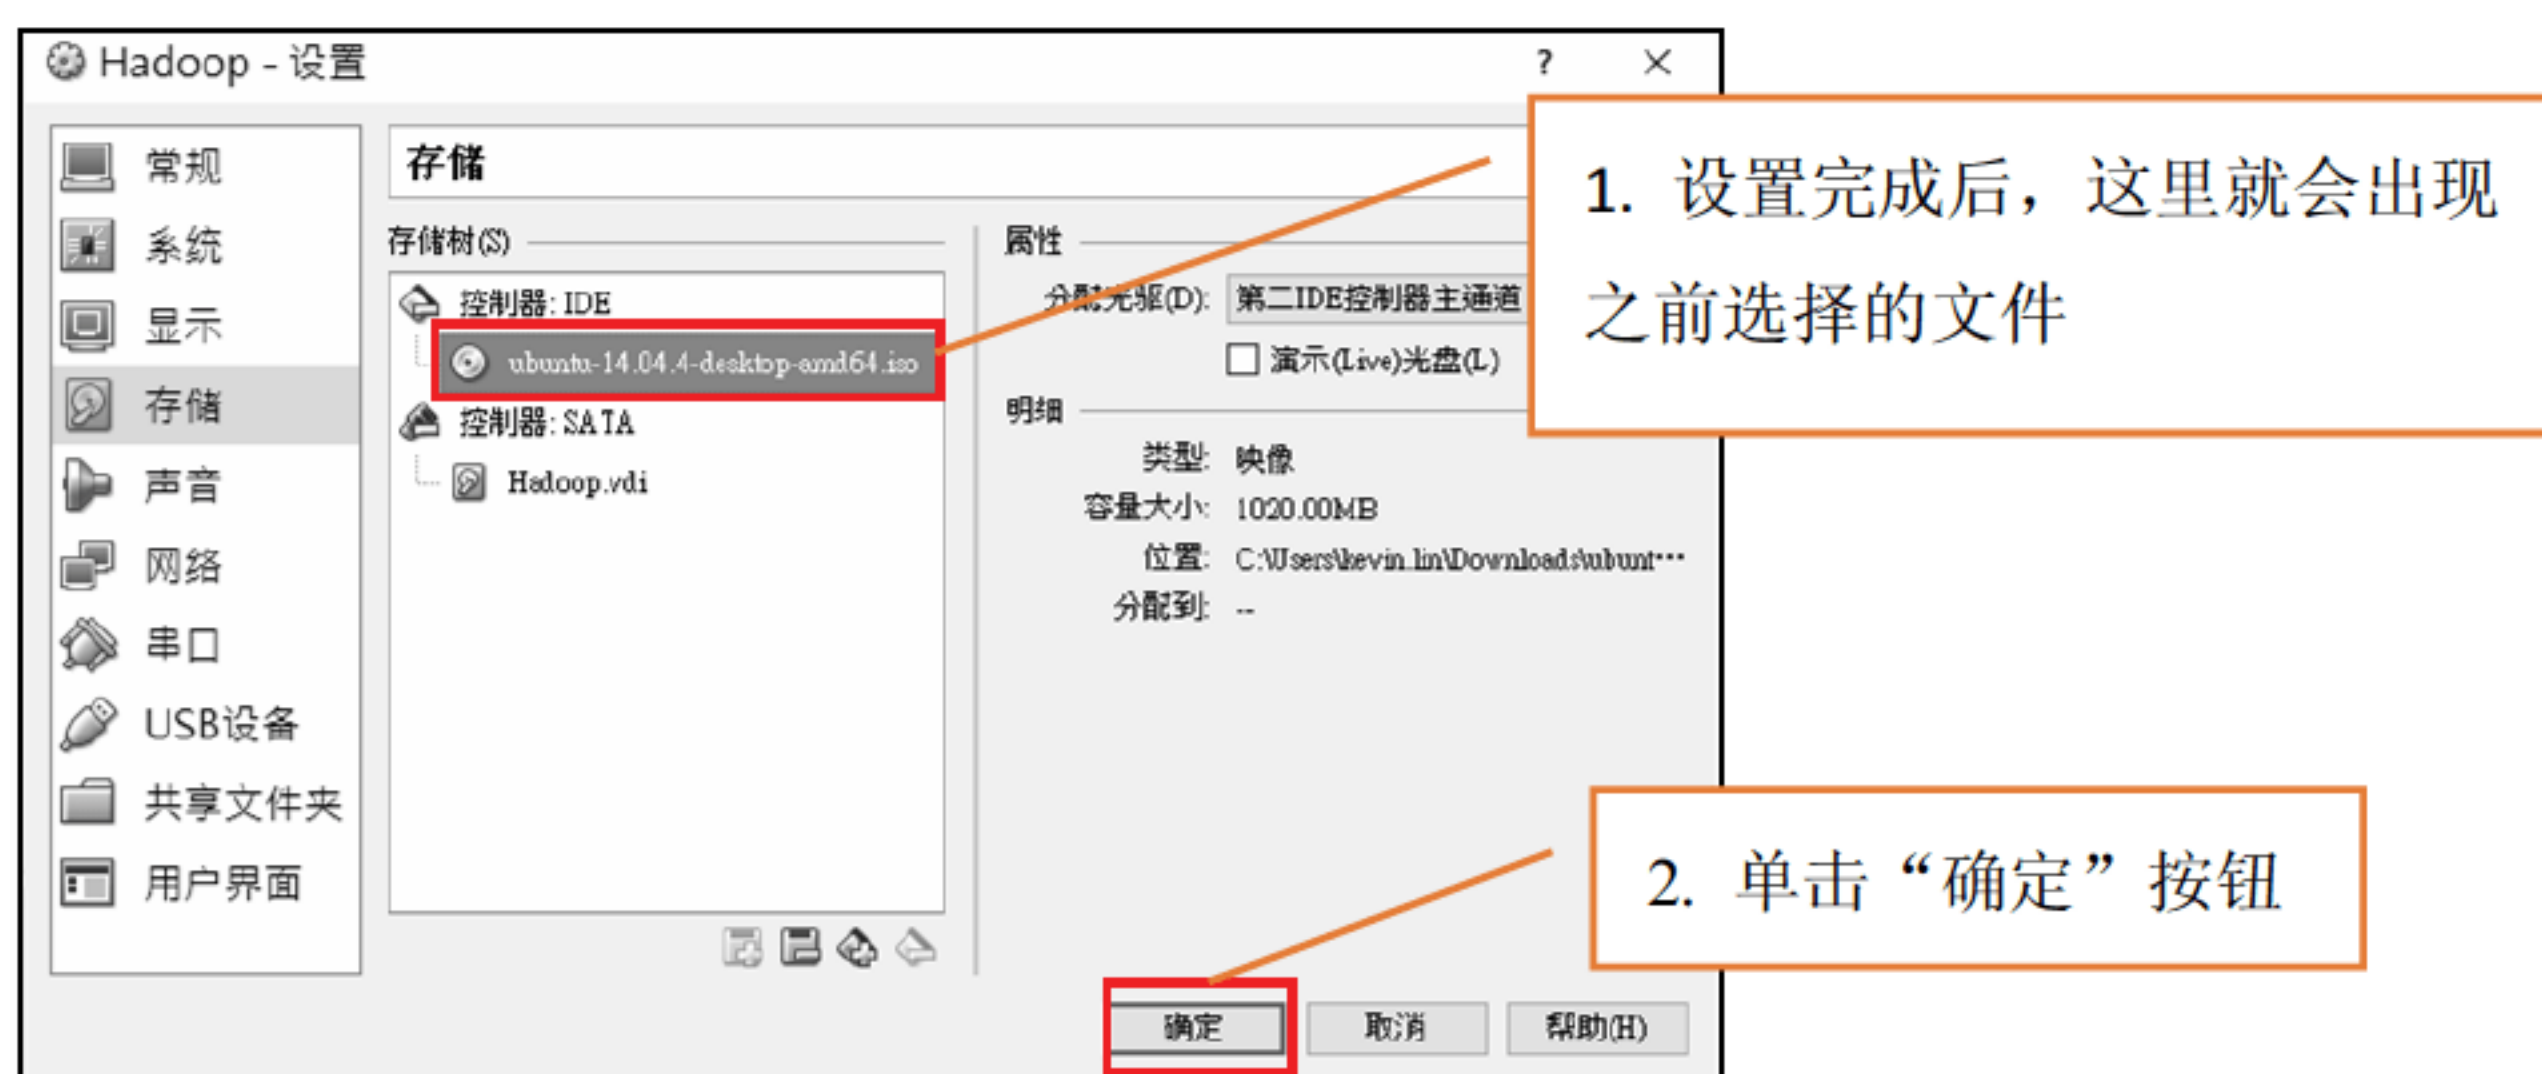 Hadoop - 设置
?
常规
系统
显示
存储
声音
网络
串口
USB设备
共享文件夹
用户界面
存储
存储树(S)
控制器: IDE
ubuntu-14.04.4-desktop-amd64.iso
控制器: SATA
Hadoop.vdi
属性
分配光驱(D): 第二IDE控制器主通道
演示(Live)光盘(L)
明细
类型: 映像
容量大小: 1020.00MB
位置: C:\Users\kevin.lin\Downloads\ubunt···
分配到: --
1. 设置完成后，这里就会出现
之前选择的文件
2. 单击“确定”按钮
确定
取消
帮助(H)